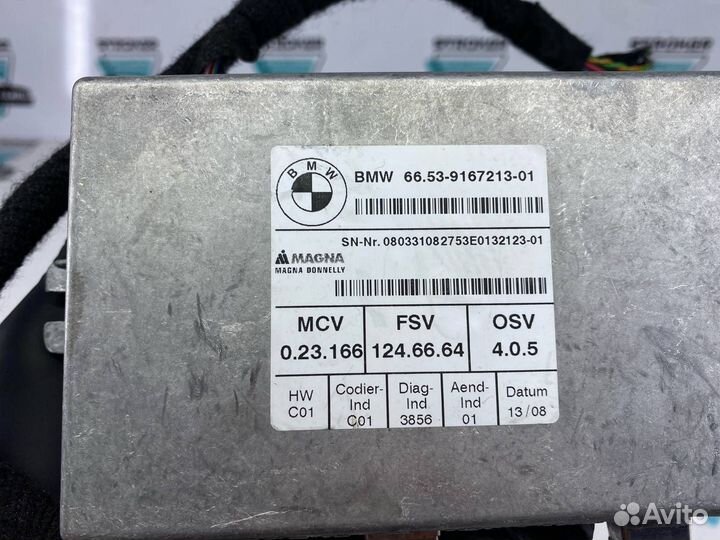 STROKER
STROKER
BMW
BMW 66.53-9167213-01
SN-Nr. 080331082753E0132123-01
MAGNA
MAGNA DONNELLY
MCV FSV OSV
0.23.166 124.66.64 4.0.5
HW Codier- Diag- Aend- Datum
C01 Ind Ind Ind 13/08
C01 3856 01
Avito